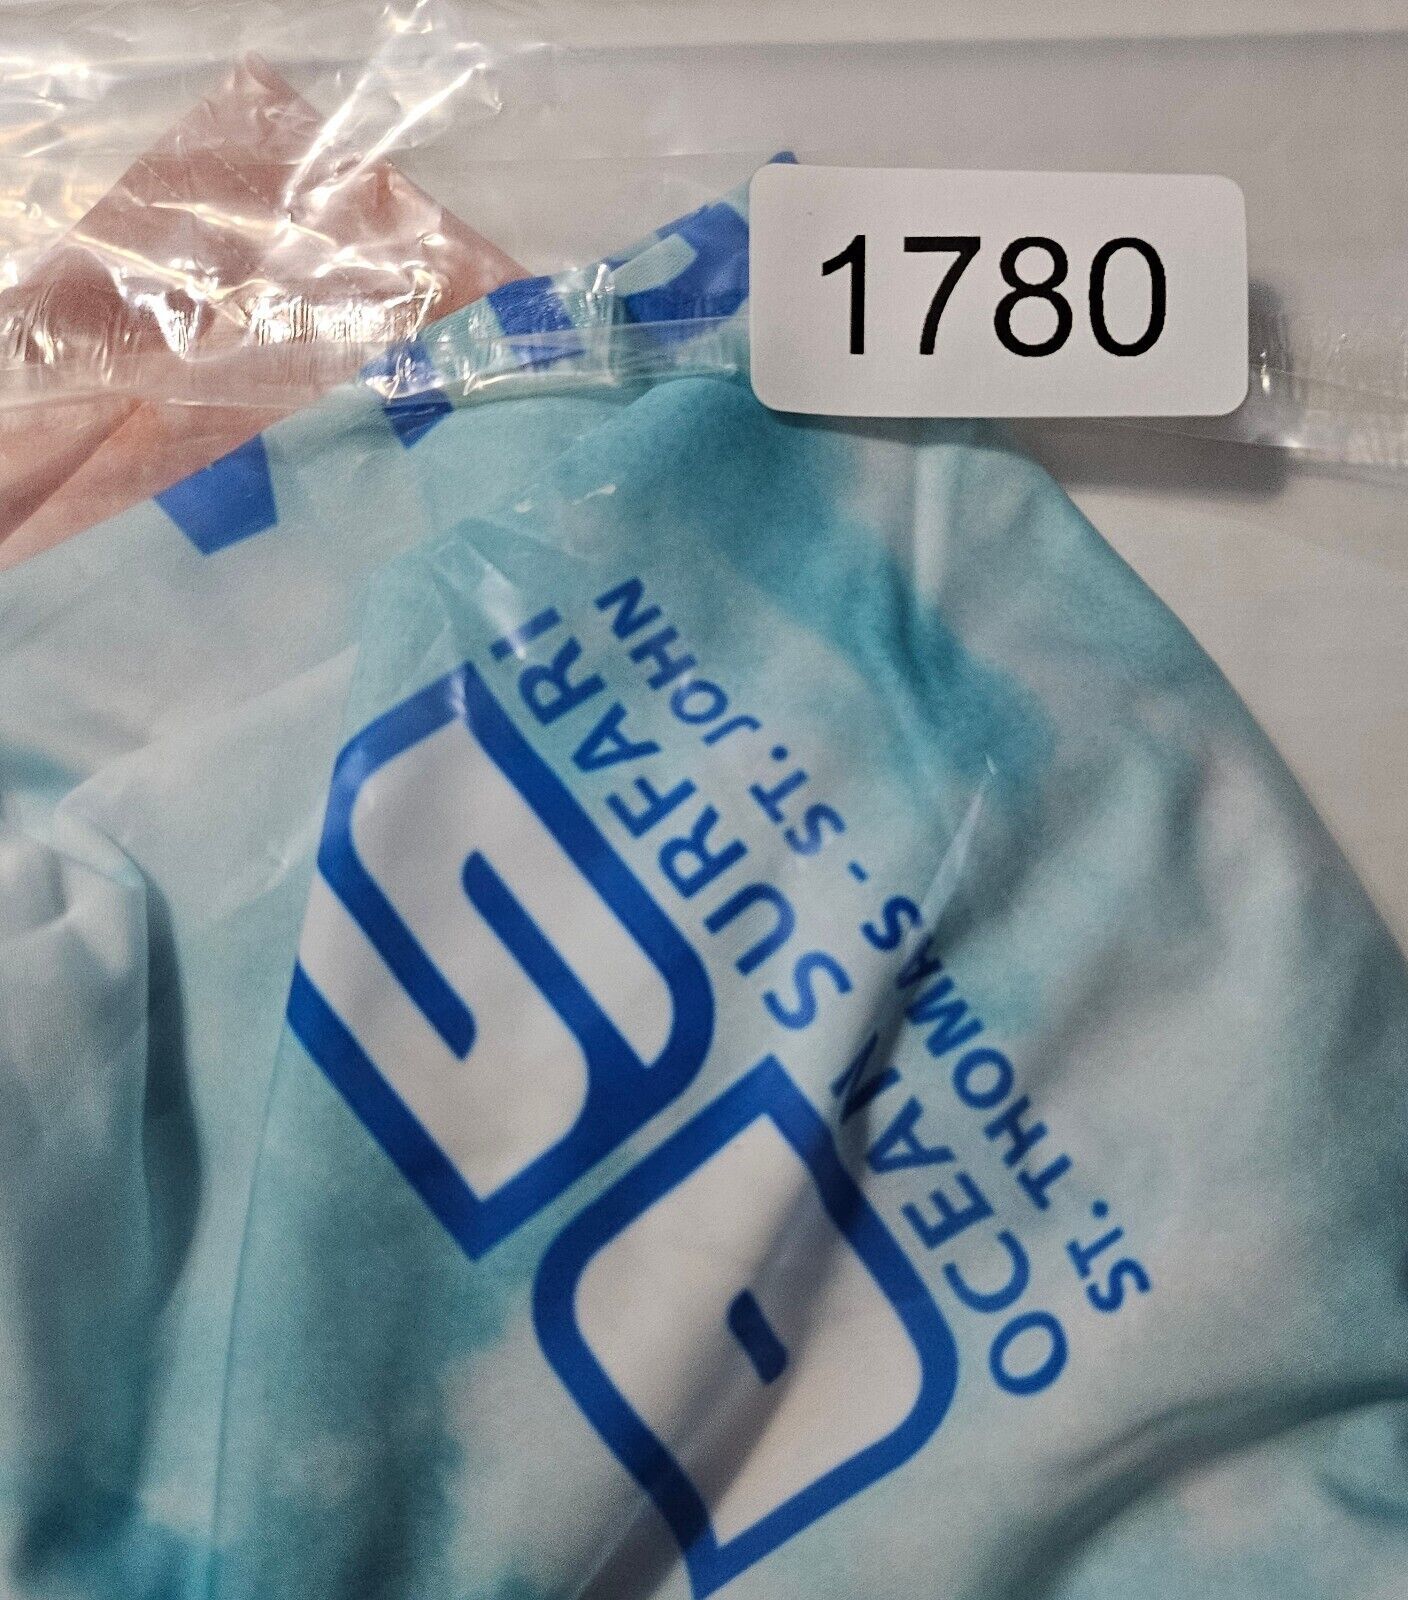 1780
OCEAN SURFARi
ST. THOMAS - ST. JOHN